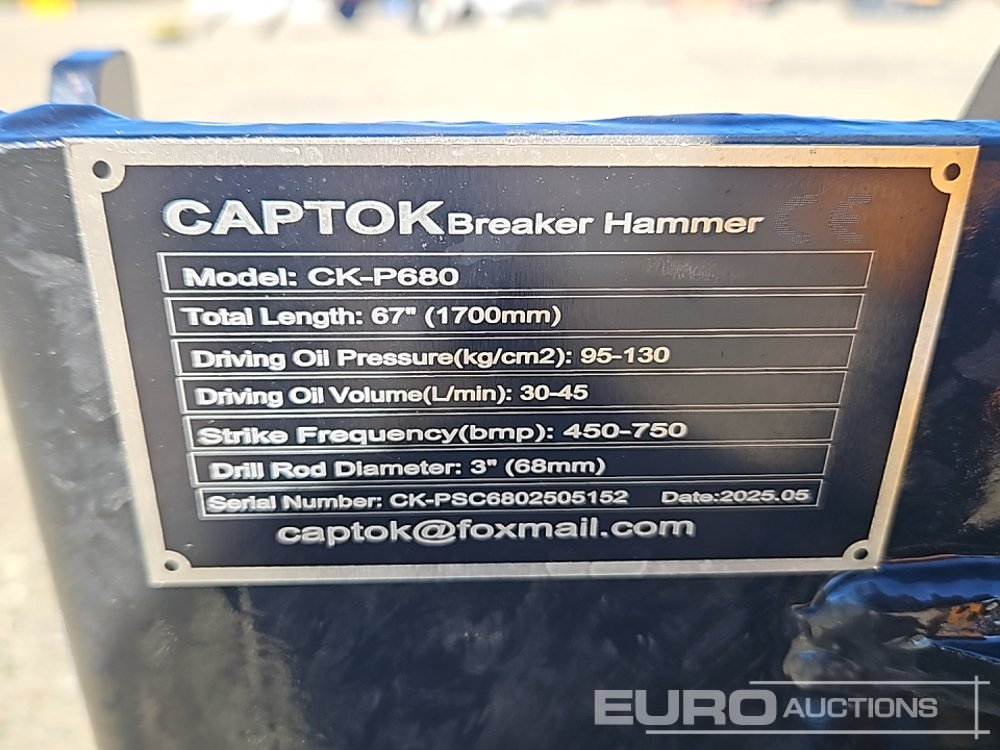 CAPTOK Breaker Hammer CE
Model: CK-P680
Total Length: 67" (1700mm)
Driving Oil Pressure(kg/cm2): 95-130
Driving Oil Volume(L/min): 30-45
Strike Frequency(bmp): 450-750
Drill Rod Diameter: 3" (68mm)
Serial Number: CK-PSC6802505152 Date:2025.05
captok@foxmail.com
EURO AUCTIONS